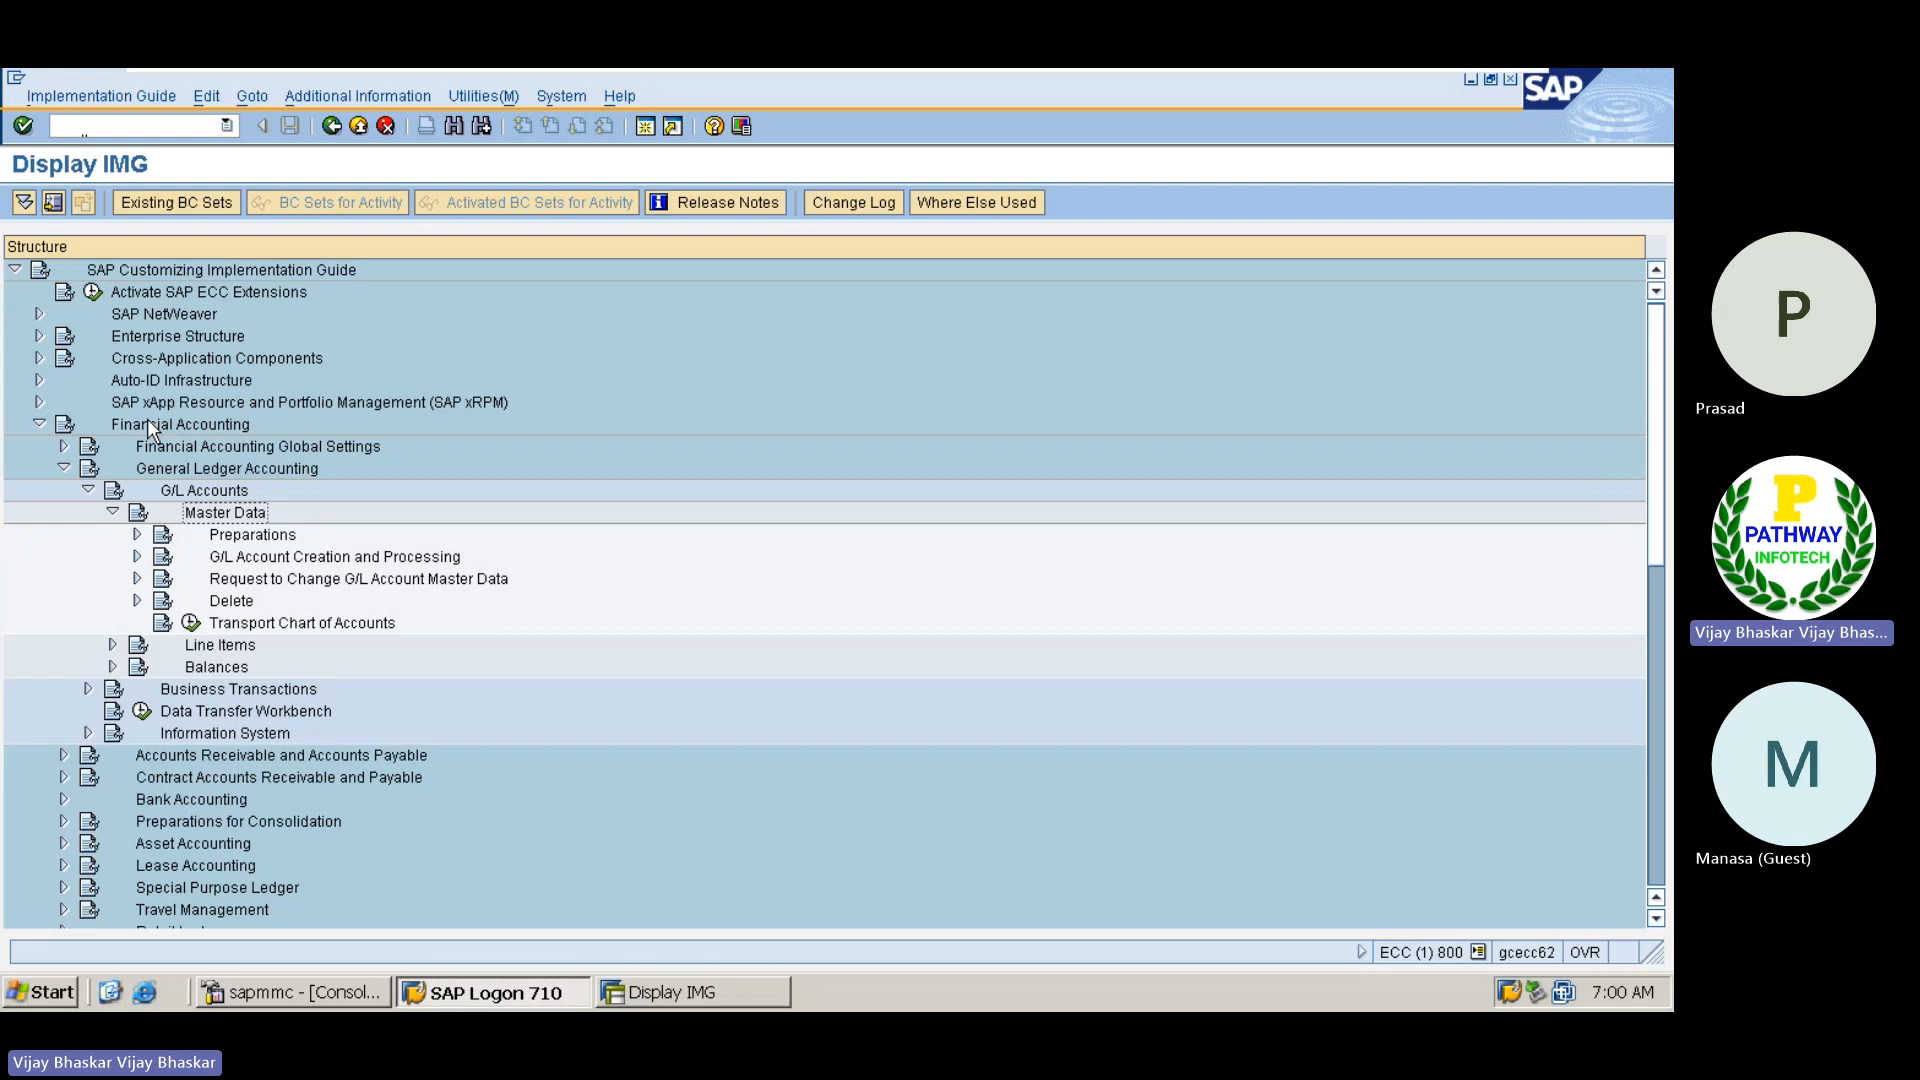 SAP
Implementation Guide Edit Goto Additional Information Utilities(M) System Help
Display IMG
Existing BC Sets BC Sets for Activity Activated BC Sets for Activity Release Notes Change Log Where Else Used
Structure
SAP Customizing Implementation Guide
Activate SAP ECC Extensions
SAP NetWeaver
Enterprise Structure
Cross-Application Components
Auto-ID Infrastructure
SAP xApp Resource and Portfolio Management (SAP xRPM)
Financial Accounting
Financial Accounting Global Settings
General Ledger Accounting
G/L Accounts
Master Data
Preparations
G/L Account Creation and Processing
Request to Change G/L Account Master Data
Delete
Transport Chart of Accounts
Line Items
Balances
Business Transactions
Data Transfer Workbench
Information System
Accounts Receivable and Accounts Payable
Contract Accounts Receivable and Payable
Bank Accounting
Preparations for Consolidation
Asset Accounting
Lease Accounting
Special Purpose Ledger
Travel Management
ECC (1) 800 gcecc62 OVR
Start sapmmc - [Consol... SAP Logon 710 Display IMG 7:00 AM
P
Prasad
P
PATHWAY
INFOTECH
Vijay Bhaskar Vijay Bhas...
M
Manasa (Guest)
Vijay Bhaskar Vijay Bhaskar